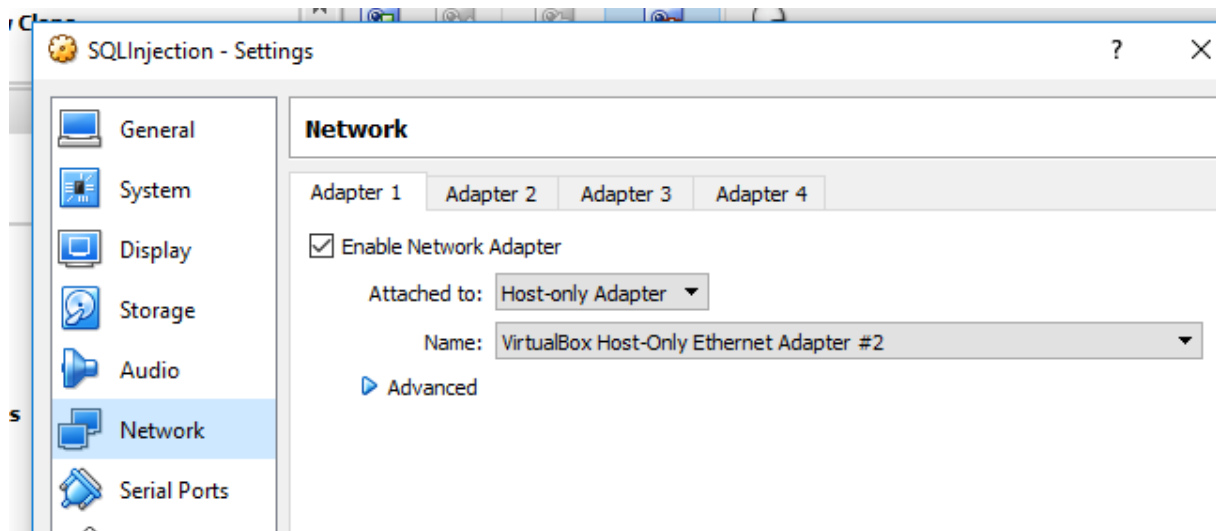 y Clone
SQLInjection - Settings
?
General
System
Display
Storage
Audio
Network
Serial Ports
s
Network
Adapter 1
Adapter 2
Adapter 3
Adapter 4
Enable Network Adapter
Attached to: Host-only Adapter
Name: VirtualBox Host-Only Ethernet Adapter #2
Advanced